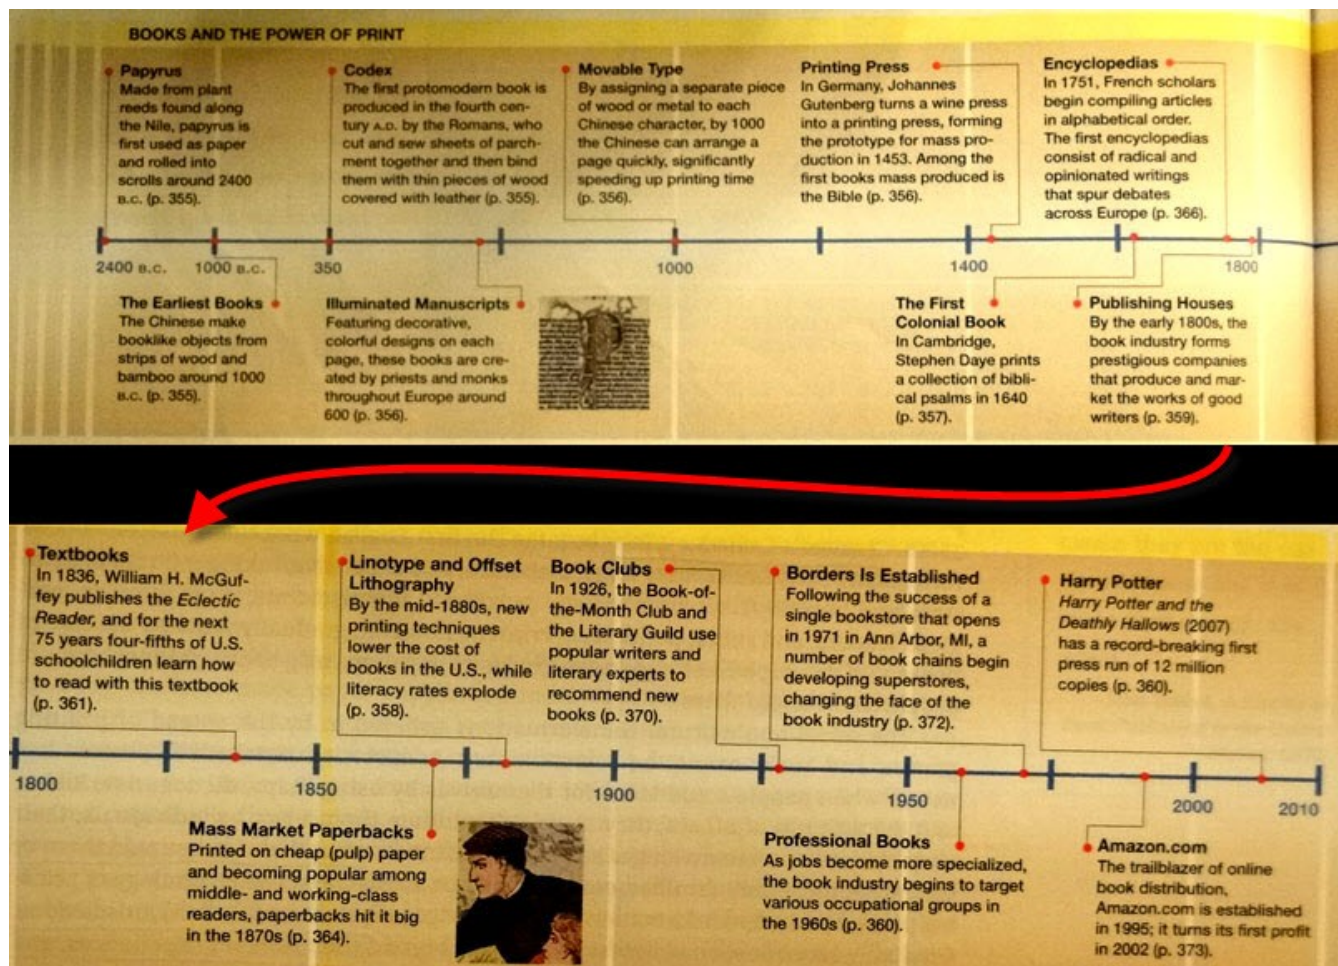 BOOKS AND THE POWER OF PRINT
Papyrus
Made from plant
reeds found along
the Nile, papyrus is
first used as paper
and rolled into
scrolls around 2400
B.C. (p. 355).
Codex
The first protomodern book is
produced in the fourth cen-
tury A.D. by the Romans, who
cut and sew sheets of parch-
ment together and then bind
them with thin pieces of wood
covered with leather (p. 355).
Movable Type
By assigning a separate piece
of wood or metal to each
Chinese character, by 1000
the Chinese can arrange a
page quickly, significantly
speeding up printing time
(p. 356).
Printing Press
In Germany, Johannes
Gutenberg turns a wine press
into a printing press, forming
the prototype for mass pro-
duction in 1453. Among the
first books mass produced is
the Bible (p. 356).
Encyclopedias
In 1751, French scholars
begin compiling articles
in alphabetical order.
The first encyclopedias
consist of radical and
opinionated writings
that spur debates
across Europe (p. 366).
2400 B.C. 1000 B.C. 350 1000 1400 1800
The Earliest Books
The Chinese make
booklike objects from
strips of wood and
bamboo around 1000
B.C. (p. 355).
Illuminated Manuscripts
Featuring decorative,
colorful designs on each
page, these books are cre-
ated by priests and monks
throughout Europe around
600 (p. 356).
The First
Colonial Book
In Cambridge,
Stephen Daye prints
a collection of bibli-
cal psalms in 1640
(p. 357).
Publishing Houses
By the early 1800s, the
book industry forms
prestigious companies
that produce and mar-
ket the works of good
writers (p. 359).
Textbooks
In 1836, William H. McGuf-
fey publishes the Eclectic
Reader, and for the next
75 years four-fifths of U.S.
schoolchildren learn how
to read with this textbook
(p. 361).
Linotype and Offset
Lithography
By the mid-1880s, new
printing techniques
lower the cost of
books in the U.S., while
literacy rates explode
(p. 358).
Book Clubs
In 1926, the Book-of-
the-Month Club and
the Literary Guild use
popular writers and
literary experts to
recommend new
books (p. 370).
Borders Is Established
Following the success of a
single bookstore that opens
in 1971 in Ann Arbor, MI, a
number of book chains begin
developing superstores,
changing the face of the
book industry (p. 372).
Harry Potter
Harry Potter and the
Deathly Hallows (2007)
has a record-breaking first
press run of 12 million
copies (p. 360).
1800 1850 1900 1950 2000 2010
Mass Market Paperbacks
Printed on cheap (pulp) paper
and becoming popular among
middle- and working-class
readers, paperbacks hit it big
in the 1870s (p. 364).
Professional Books
As jobs become more specialized,
the book industry begins to target
various occupational groups in
the 1960s (p. 360).
Amazon.com
The trailblazer of online
book distribution,
Amazon.com is established
in 1995; it turns its first profit
in 2002 (p. 373).